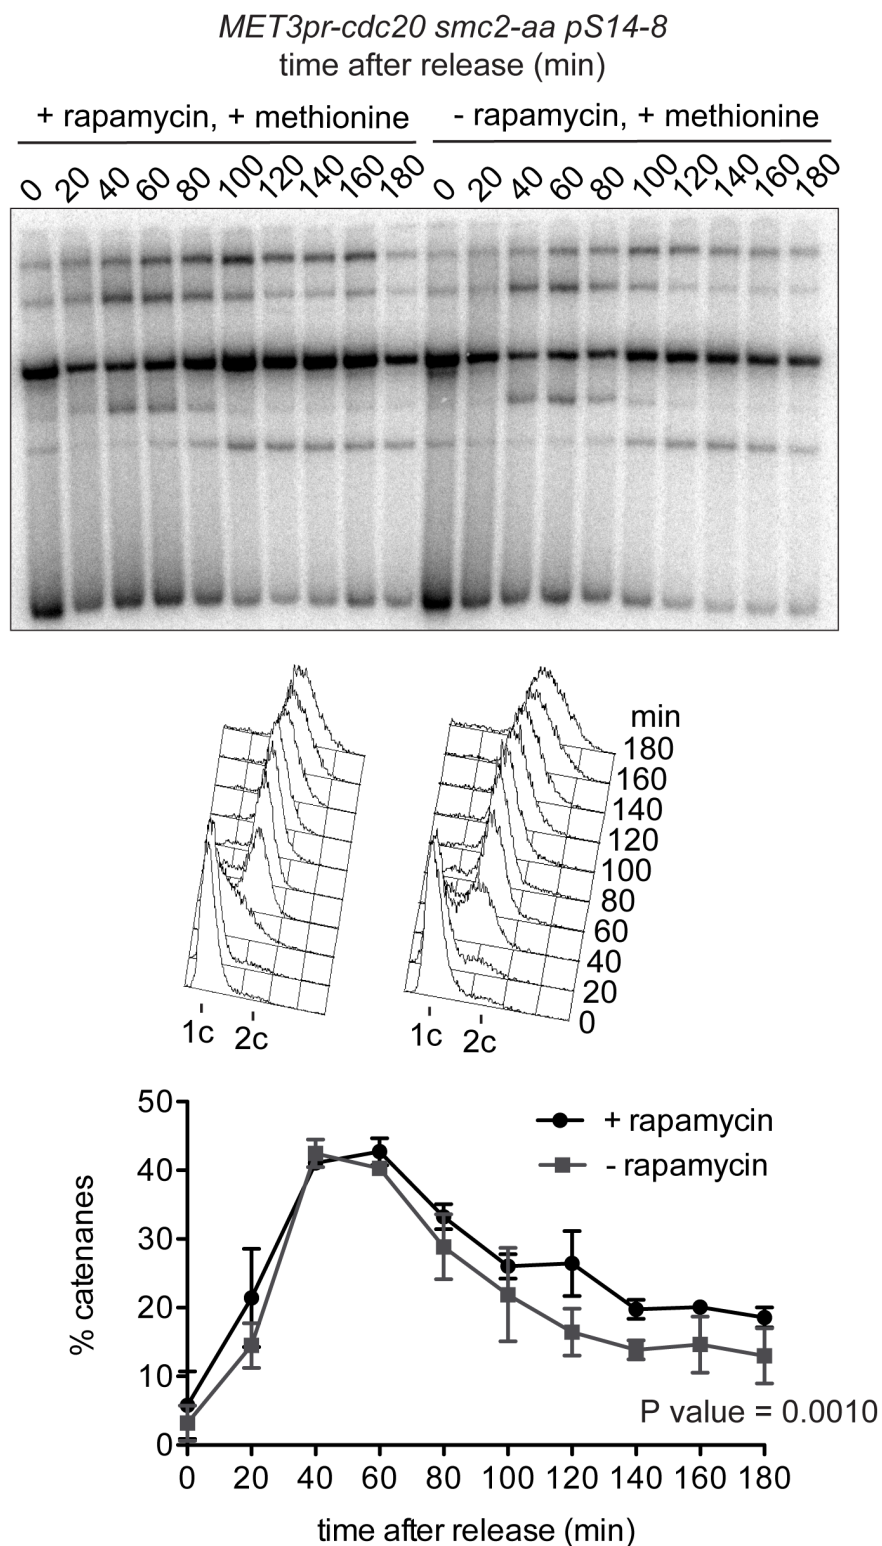 MET3pr-cdc20 smc2-aa pS14-8
time after release (min)
+ rapamycin, + methionine - rapamycin, + methionine
0 20 40 60 80 100 120 140 160 180 0 20 40 60 80 100 120 140 160 180
min
180
160
140
120
100
80
60
40
20
0
1c 2c 1c 2c
50
40
30
20
10
0
% catenanes
+ rapamycin
- rapamycin
P value = 0.0010
0 20 40 60 80 100 120 140 160 180
time after release (min)